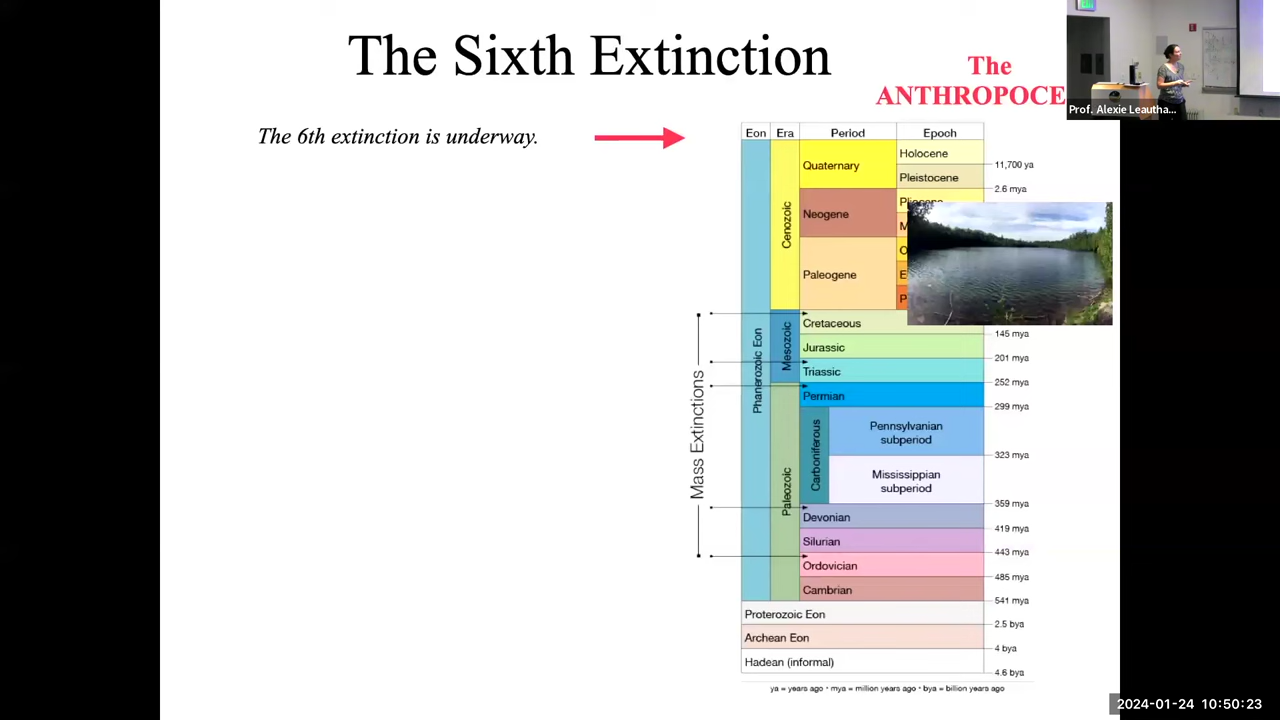 The Sixth Extinction
The
ANTHROPOCE
Prof. Alexie Leautha...
The 6th extinction is underway.
Eon Era Period Epoch
Holocene
11,700 ya
Quaternary
Pleistocene
2.6 mya
Pliocene
Neogene
M
Cenozoic
O
Paleogene
E
P
Cretaceous
145 mya
Jurassic
201 mya
Mesozoic
Triassic
252 mya
Permian
299 mya
Phanerozoic Eon
Mass Extinctions
Pennsylvanian
subperiod
323 mya
Carboniferous
Mississippian
subperiod
359 mya
Paleozoic
Devonian
419 mya
Silurian
443 mya
Ordovician
485 mya
Cambrian
541 mya
Proterozoic Eon
2.5 bya
Archean Eon
4 bya
Hadean (informal)
4.6 bya
ya = years ago • mya = million years ago • bya = billion years ago
2024-01-24 10:50:23